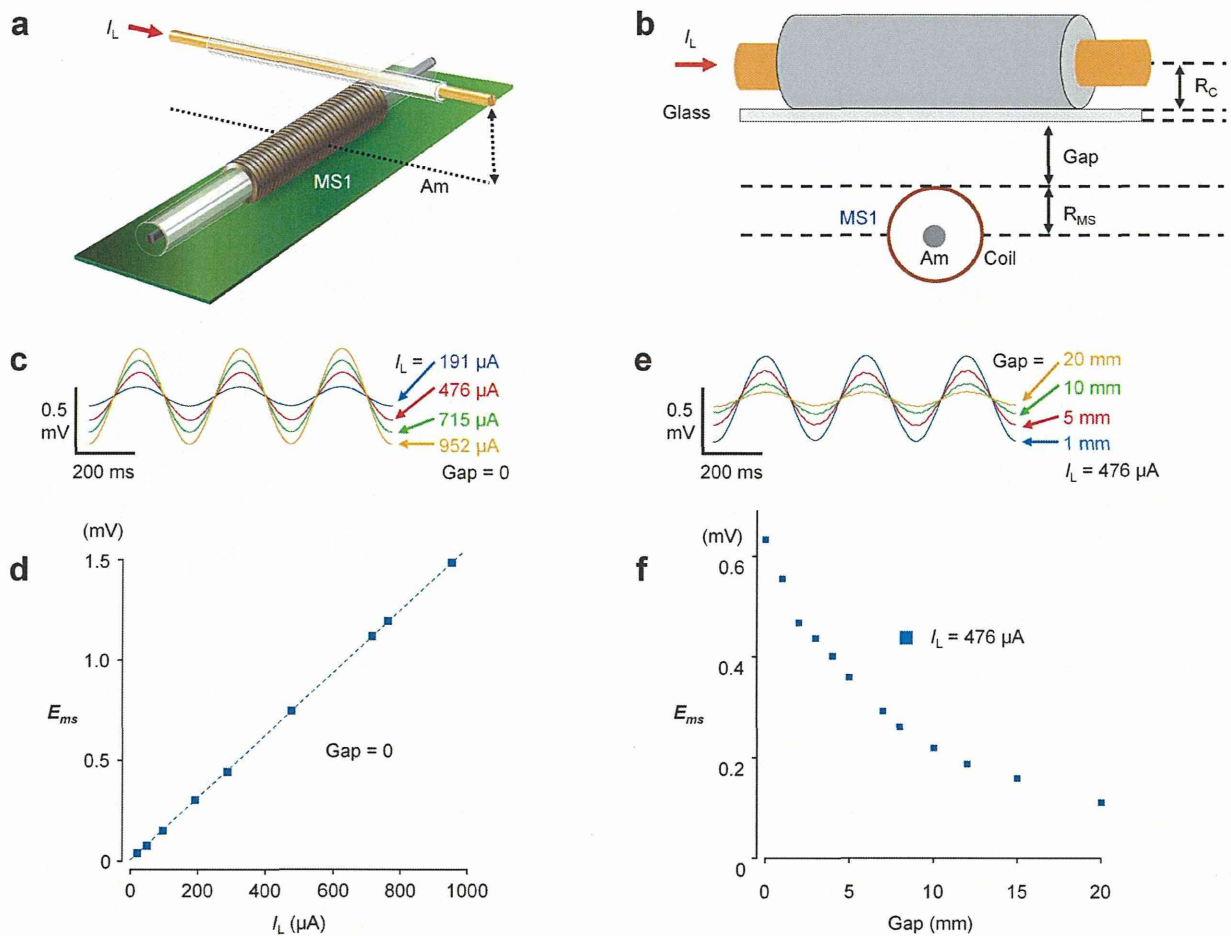 a
I_L
MS1
Am
b
I_L
R_C
Glass
Gap
R_MS
MS1
Am
Coil
c
I_L = 191 µA
476 µA
715 µA
952 µA
0.5
mV
200 ms
Gap = 0
e
Gap = 20 mm
10 mm
5 mm
1 mm
0.5
mV
200 ms
I_L = 476 µA
d
(mV)
1.5
1.0
0.5
0
E_ms
Gap = 0
0 200 400 600 800 1000
I_L (µA)
f
(mV)
0.6
0.4
0.2
0
E_ms
I_L = 476 µA
0 5 10 15 20
Gap (mm)